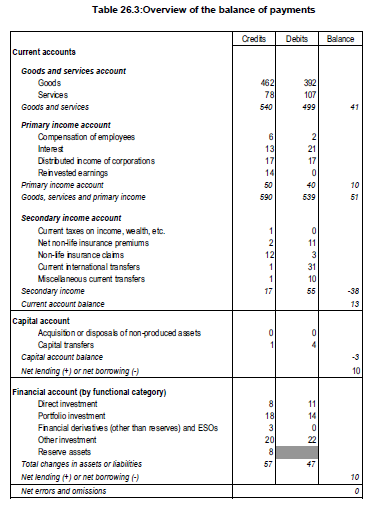 Table 26.3:Overview of the balance of payments
Credits Debits Balance
Current accounts
Goods and services account
Goods 462 392
Services 78 107
Goods and services 540 499 41
Primary income account
Compensation of employees 6 2
Interest 13 21
Distributed income of corporations 17 17
Reinvested earnings 14 0
Primary income account 50 40 10
Goods, services and primary income 590 539 51
Secondary income account
Current taxes on income, wealth, etc. 1 0
Net non-life insurance premiums 2 11
Non-life insurance claims 12 3
Current international transfers 1 31
Miscellaneous current transfers 1 10
Secondary income 17 55 -38
Current account balance 13
Capital account
Acquisition or disposals of non-produced assets 0 0
Capital transfers 1 4
Capital account balance -3
Net lending (+) or net borrowing (-) 10
Financial account (by functional category)
Direct investment 8 11
Portfolio investment 18 14
Financial derivatives (other than reserves) and ESOs 3 0
Other investment 20 22
Reserve assets 8
Total changes in assets or liabilities 57 47
Net lending (+) or net borrowing (-) 10
Net errors and omissions 0